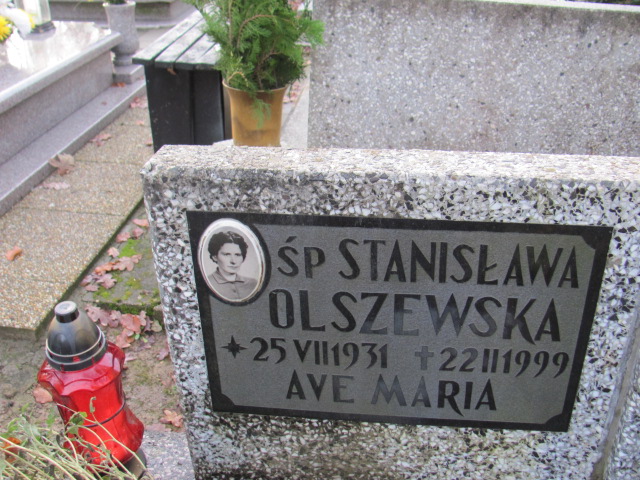 ŚP STANISŁAWA
OLSZEWSKA
*25 VII 1931 †22 II 1999
AVE MARIA